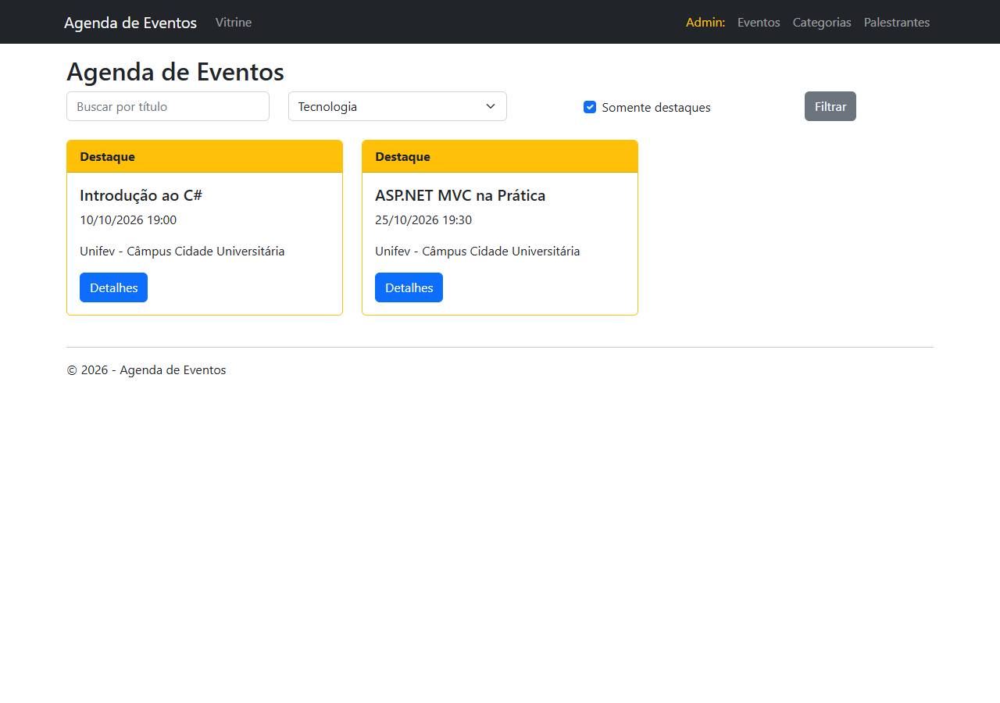 Agenda de Eventos Vitrine Admin: Eventos Categorias Palestrantes
Agenda de Eventos
Buscar por título Tecnologia Somente destaques Filtrar
Destaque
Introdução ao C#
10/10/2026 19:00
Unifev - Câmpus Cidade Universitária
Detalhes
Destaque
ASP.NET MVC na Prática
25/10/2026 19:30
Unifev - Câmpus Cidade Universitária
Detalhes
© 2026 - Agenda de Eventos